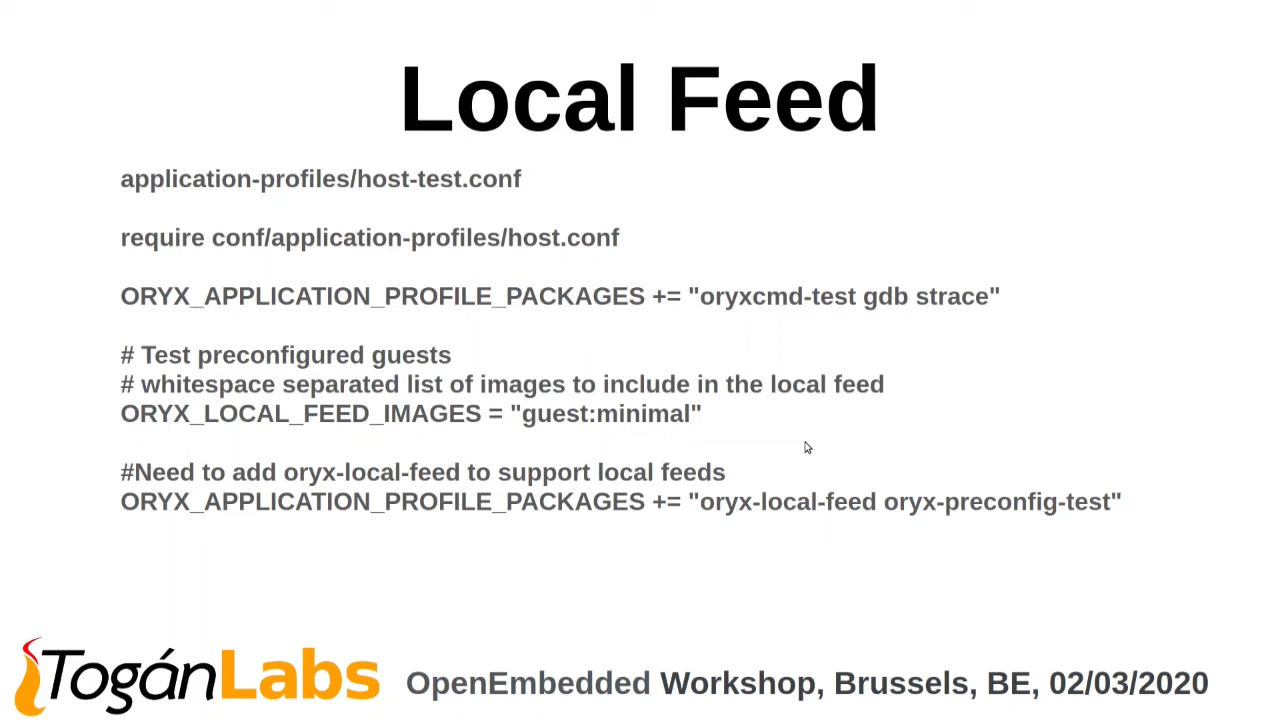 Local Feed
application-profiles/host-test.conf
require conf/application-profiles/host.conf
ORYX_APPLICATION_PROFILE_PACKAGES += "oryxcmd-test gdb strace"
# Test preconfigured guests
# whitespace separated list of images to include in the local feed
ORYX_LOCAL_FEED_IMAGES = "guest:minimal"
#Need to add oryx-local-feed to support local feeds
ORYX_APPLICATION_PROFILE_PACKAGES += "oryx-local-feed oryx-preconfig-test"
TogánLabs
OpenEmbedded Workshop, Brussels, BE, 02/03/2020